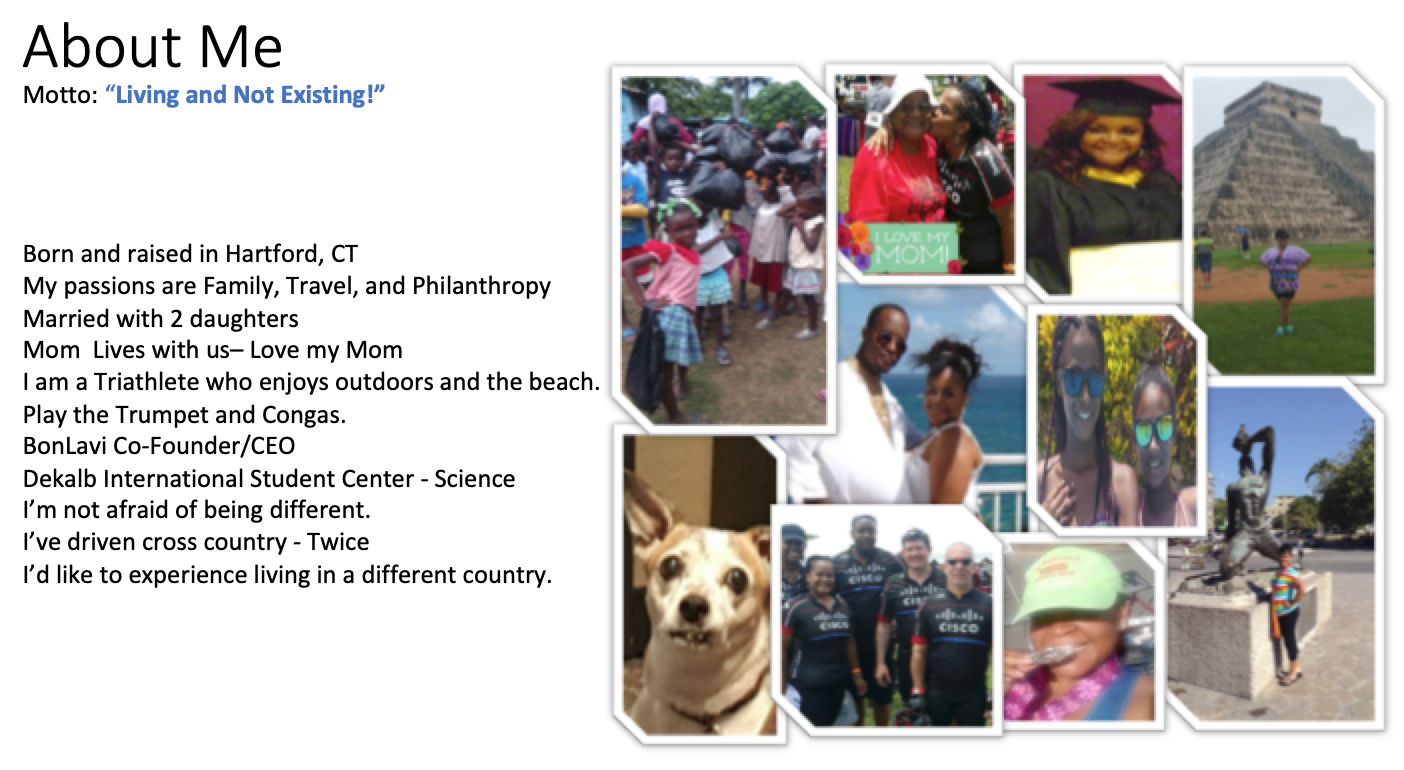 About Me
Motto: “Living and Not Existing!”
Born and raised in Hartford, CT
My passions are Family, Travel, and Philanthropy
Married with 2 daughters
Mom  Lives with us– Love my Mom
I am a Triathlete who enjoys outdoors and the beach.
Play the Trumpet and Congas.
BonLavi Co-Founder/CEO
Dekalb International Student Center - Science
I’m not afraid of being different.
I’ve driven cross country - Twice
I’d like to experience living in a different country.
I LOVE MY
MOM!
CISCO
CISCO
CISCO